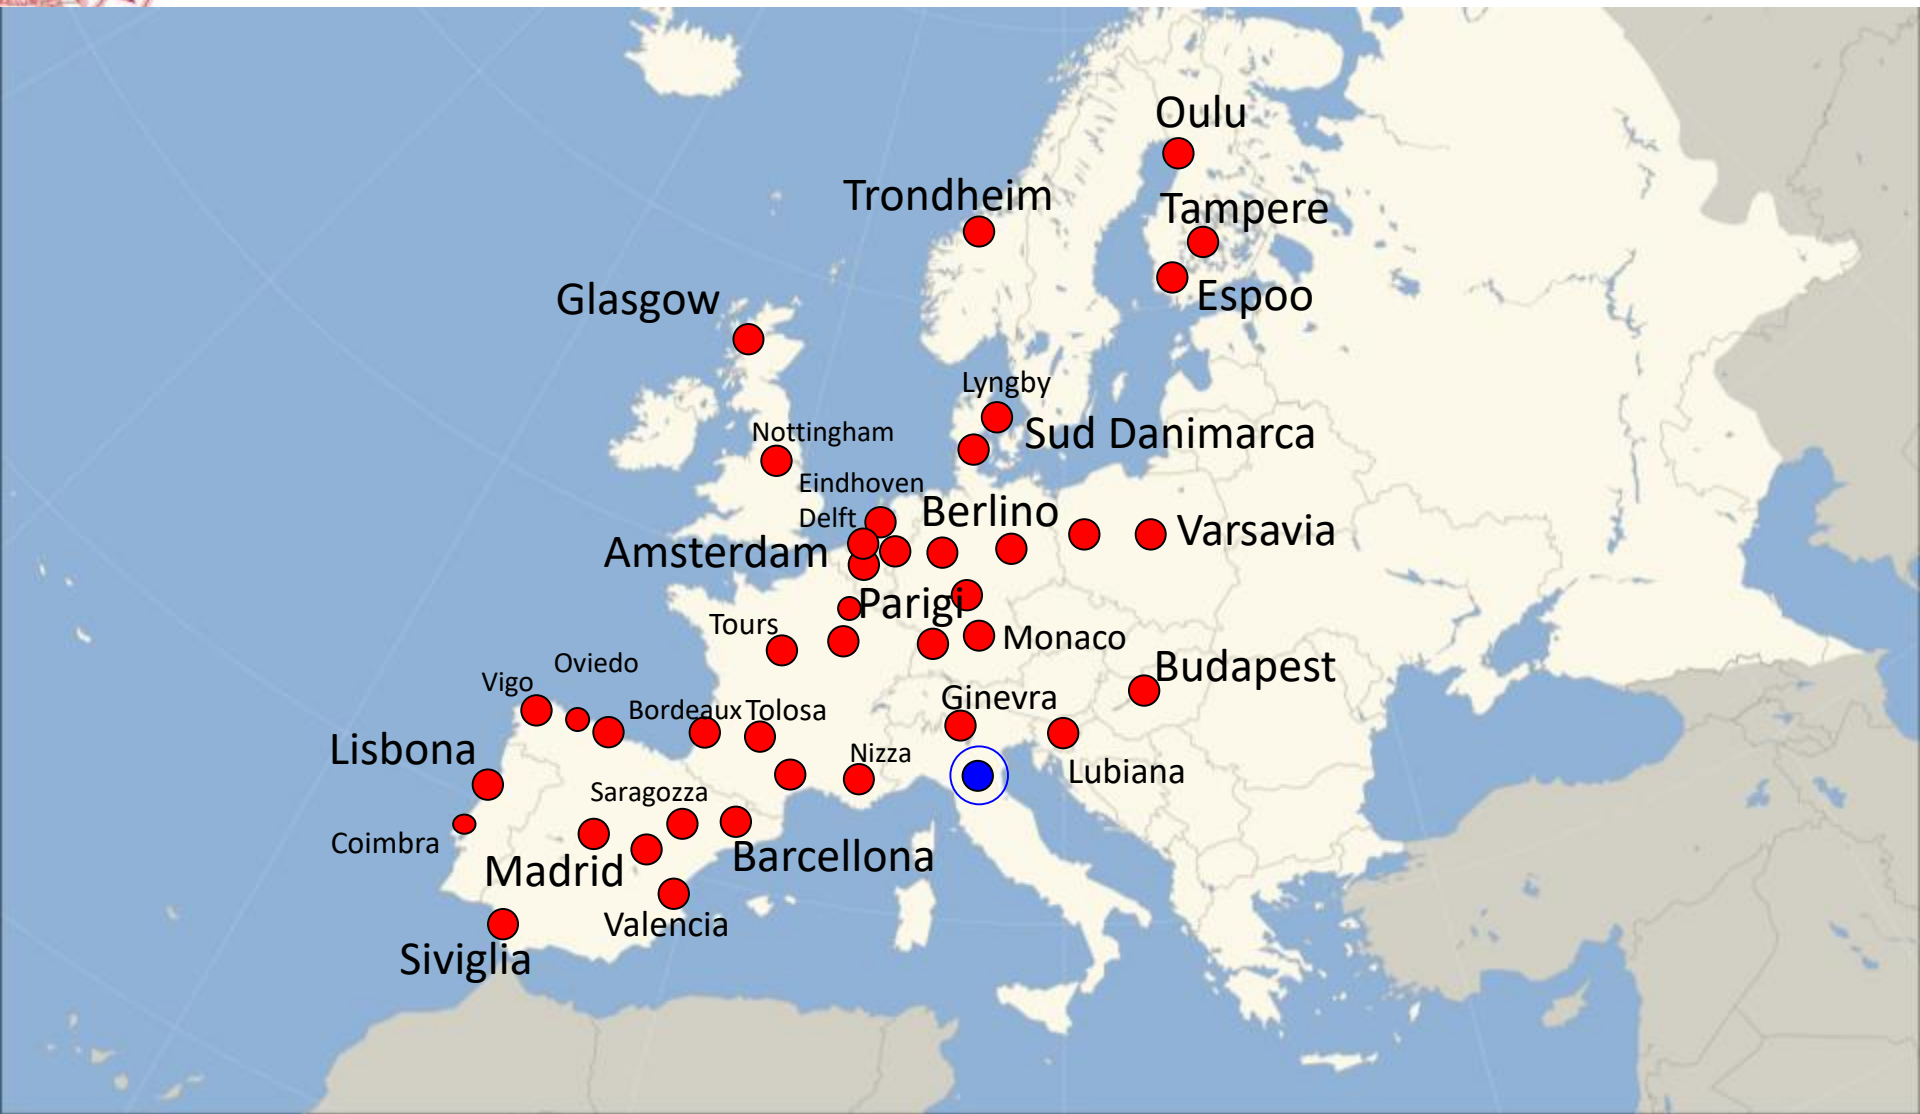 Oulu
Trondheim
Tampere
Glasgow
Espoo
Lyngby
Nottingham
Sud Danimarca
Eindhoven
Delft
Berlino
Amsterdam
Varsavia
Parigi
Tours
Monaco
Oviedo
Budapest
Vigo
Ginevra
Bordeaux
Tolosa
Lisbona
Nizza
Lubiana
Saragozza
Coimbra
Barcellona
Madrid
Valencia
Siviglia